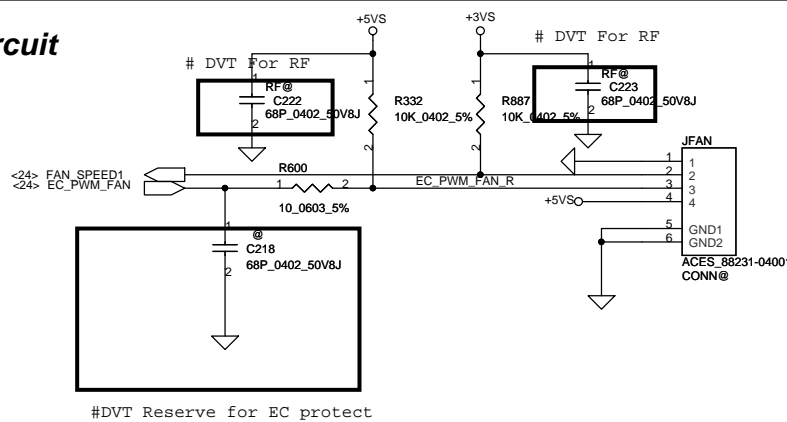 rcuit
+5VS
+3VS
# DVT For RF
# DVT For RF
1
RF@
C222
68P_0402_50V8J
2
1
R332
10K_0402_5%
2
1
R887
10K_0402_5%
2
1
RF@
C223
68P_0402_50V8J
2
JFAN
<24> FAN_SPEED1
<24> EC_PWM_FAN
R600
1
2
10_0603_5%
EC_PWM_FAN_R
+5VS
1 1
2 2
3 3
4 4
5 GND1
6 GND2
ACES_88231-04001
CONN@
1
@
C218
68P_0402_50V8J
2
#DVT Reserve for EC protect